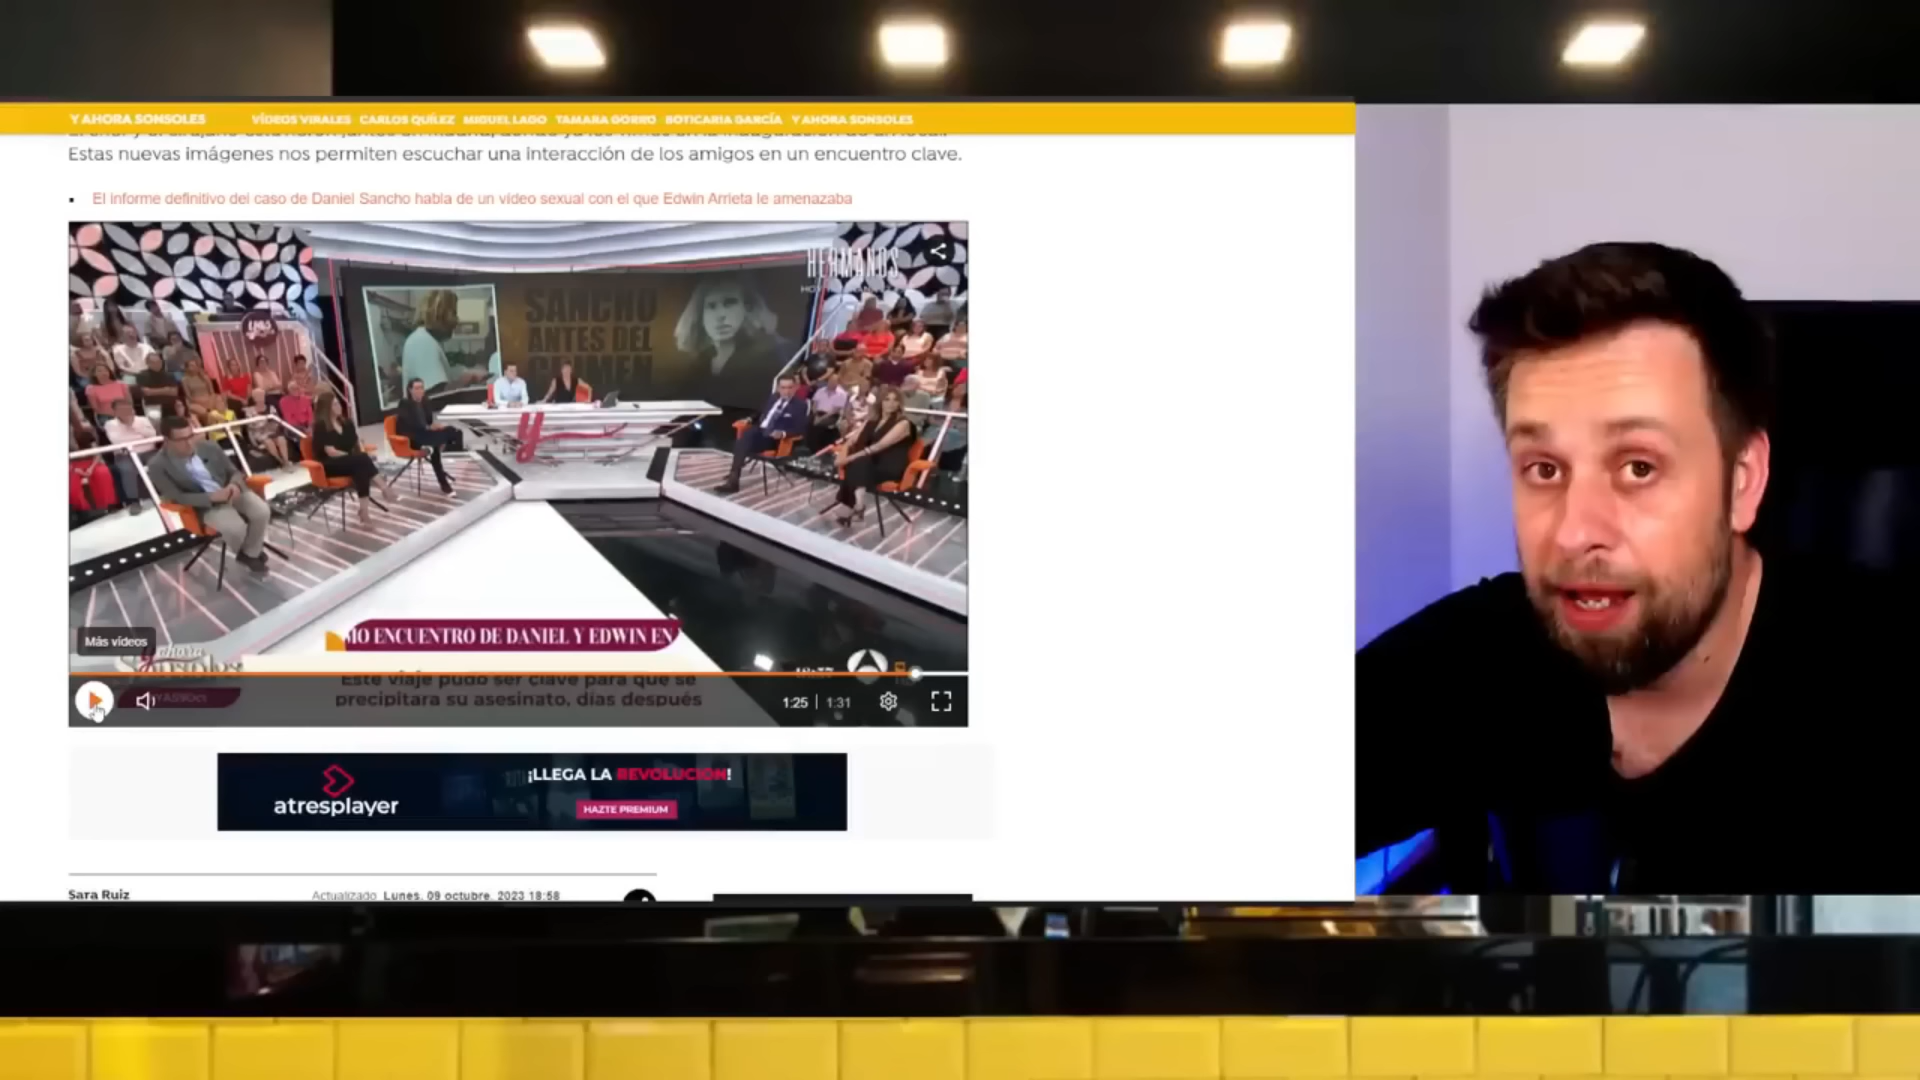 Y AHORA SONSOLES VÍDEOS VIRALES CARLOS QUÍLEZ MIGUEL LAGO TAMARA GORRO BOTICARIA GARCÍA Y AHORA SONSOLES
Estas nuevas imágenes nos permiten escuchar una interacción de los amigos en un encuentro clave.
El informe definitivo del caso de Daniel Sancho habla de un vídeo sexual con el que Edwin Arrieta le amenazaba
HERMANOS
SANCHO
ANTES DEL
CRIMEN
MO ENCUENTRO DE DANIEL Y EDWIN EN
Más vídeos
Este viaje pudo ser clave para que se
precipitara su asesinato, días después
1:25 | 1:31
¡LLEGA LA REVOLUCIÓN!
atresplayer
HAZTE PREMIUM
Sara Ruiz
Actualizado Lunes, 09 octubre, 2023 18:58